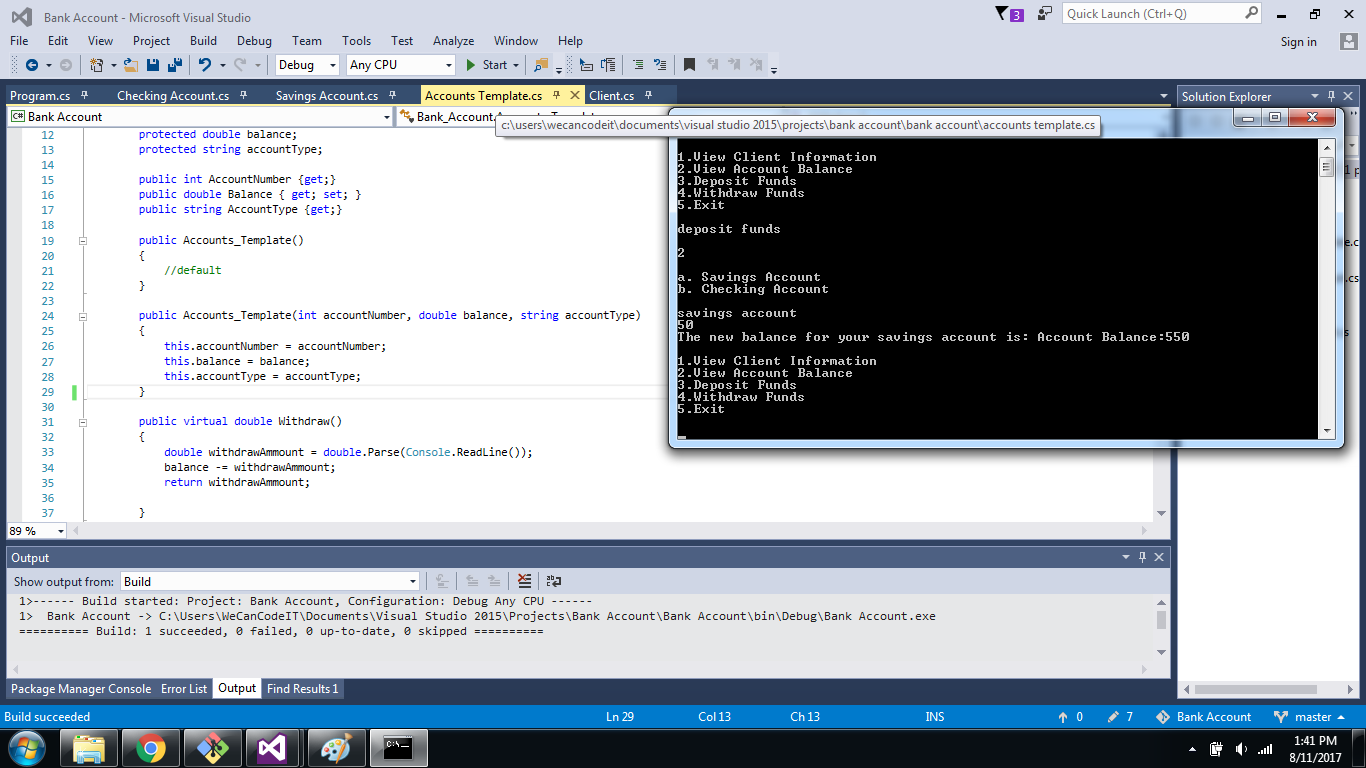 Bank Account - Microsoft Visual Studio
3
Quick Launch (Ctrl+Q)
File Edit View Project Build Debug Team Tools Test Analyze Window Help
Sign in
Debug Any CPU Start
Program.cs Checking Account.cs Savings Account.cs Accounts Template.cs Client.cs
Solution Explorer
C# Bank Account
c:\users\wecancodeit\documents\visual studio 2015\projects\bank account\bank account\accounts template.cs
12 protected double balance;
13 protected string accountType;
14
15 public int AccountNumber {get;}
16 public double Balance { get; set; }
17 public string AccountType {get;}
18
19 public Accounts_Template()
20 {
21 //default
22 }
23
24 public Accounts_Template(int accountNumber, double balance, string accountType)
25 {
26 this.accountNumber = accountNumber;
27 this.balance = balance;
28 this.accountType = accountType;
29 }
30
31 public virtual double Withdraw()
32 {
33 double withdrawAmmount = double.Parse(Console.ReadLine());
34 balance -= withdrawAmmount;
35 return withdrawAmmount;
36
37 }
89 %
1.View Client Information
2.View Account Balance
3.Deposit Funds
4.Withdraw Funds
5.Exit
deposit funds
2
a. Savings Account
b. Checking Account
savings account
50
The new balance for your savings account is: Account Balance:550
1.View Client Information
2.View Account Balance
3.Deposit Funds
4.Withdraw Funds
5.Exit
Output
Show output from: Build
1>------ Build started: Project: Bank Account, Configuration: Debug Any CPU ------
1> Bank Account -> C:\Users\WeCanCodeIT\Documents\Visual Studio 2015\Projects\Bank Account\Bank Account\bin\Debug\Bank Account.exe
========== Build: 1 succeeded, 0 failed, 0 up-to-date, 0 skipped ==========
Package Manager Console Error List Output Find Results 1
Build succeeded Ln 29 Col 13 Ch 13 INS 0 7 Bank Account master
C:\
1:41 PM
8/11/2017